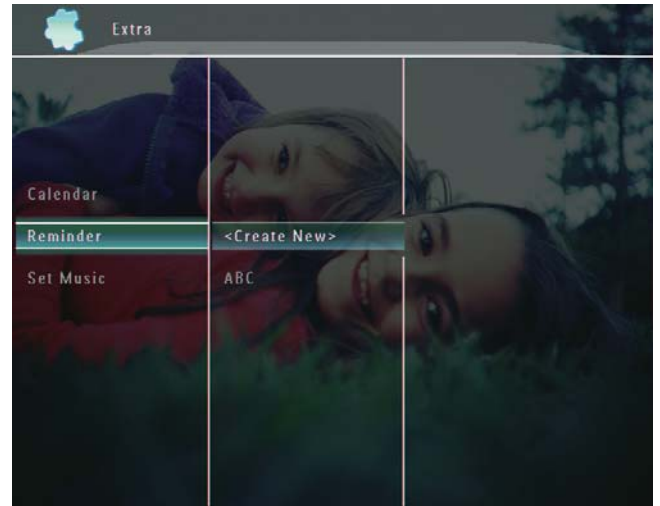 Extra
Calendar
Reminder
<Create New>
Set Music
ABC